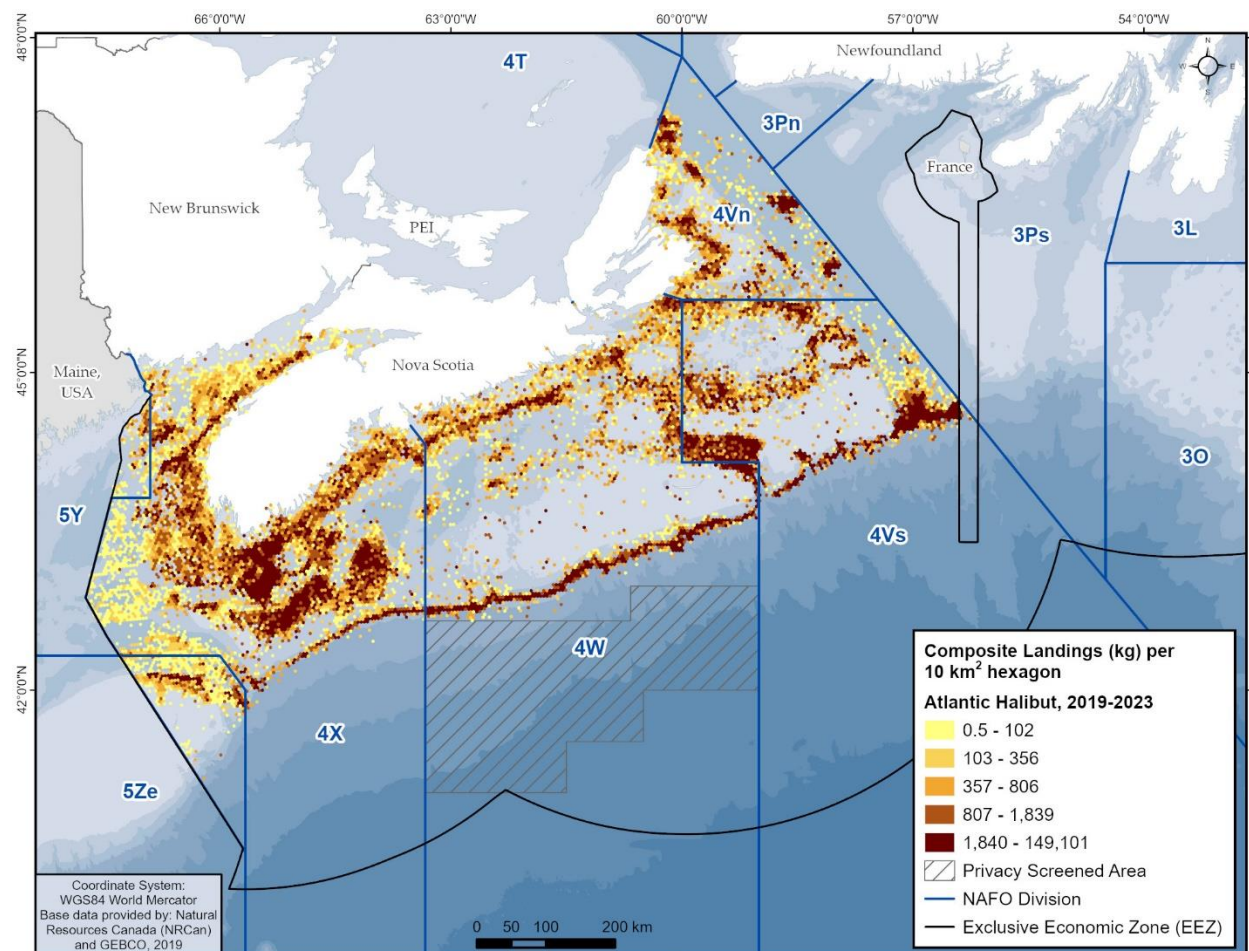 66°0'0"W
63°0'0"W
60°0'0"W
57°0'0"W
54°0'0"W
48°0'0"N
45°0'0"N
42°0'0"N
4T
Newfoundland
N
W
E
S
3Pn
France
New Brunswick
PEI
4Vn
3Ps
3L
Maine,
USA
Nova Scotia
3O
5Y
4Vs
4W
4X
5Ze
Composite Landings (kg) per
10 km² hexagon
Atlantic Halibut, 2019-2023
0.5 - 102
103 - 356
357 - 806
807 - 1,839
1,840 - 149,101
Privacy Screened Area
NAFO Division
Exclusive Economic Zone (EEZ)
Coordinate System:
WGS84 World Mercator
Base data provided by: Natural
Resources Canada (NRCan)
and GEBCO, 2019
0 50 100 200 km